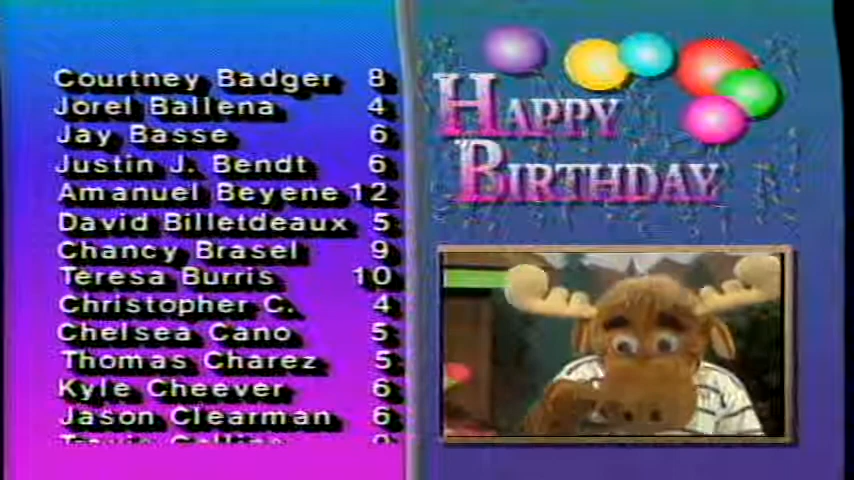 Courtney Badger 8
Jorel Ballena 4
Jay Basse 6
Justin J. Bendt 6
Amanuel Beyene 12
David Billetdeaux 5
Chancy Brasel 9
Teresa Burris 10
Christopher C. 4
Chelsea Cano 5
Thomas Charez 5
Kyle Cheever 6
Jason Clearman 6
HAPPY
BIRTHDAY